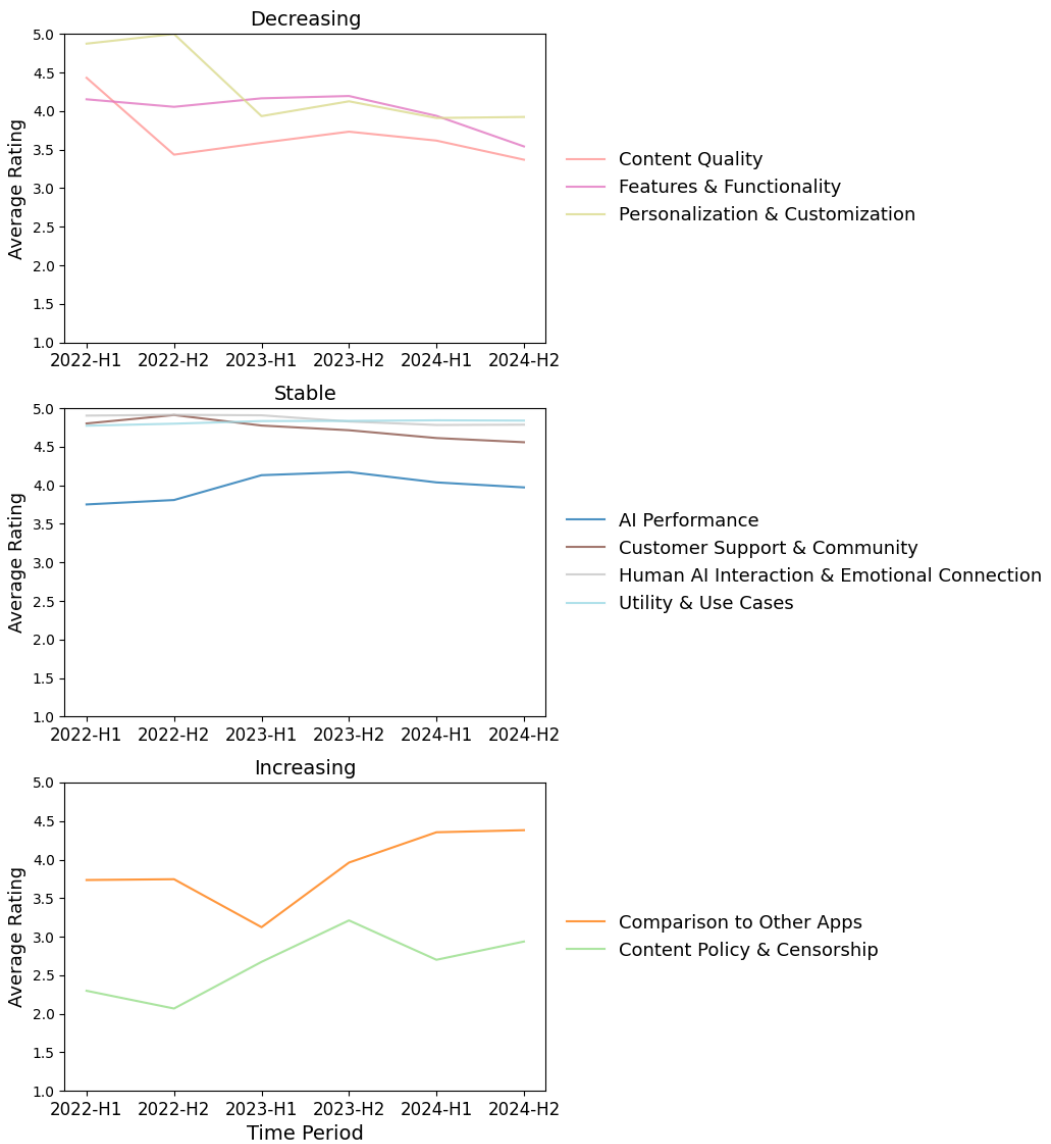 Decreasing
5.0
4.5
4.0
3.5
3.0
2.5
2.0
1.5
1.0
Average Rating
2022-H1 2022-H2 2023-H1 2023-H2 2024-H1 2024-H2
Content Quality
Features & Functionality
Personalization & Customization
Stable
5.0
4.5
4.0
3.5
3.0
2.5
2.0
1.5
1.0
Average Rating
2022-H1 2022-H2 2023-H1 2023-H2 2024-H1 2024-H2
AI Performance
Customer Support & Community
Human AI Interaction & Emotional Connection
Utility & Use Cases
Increasing
5.0
4.5
4.0
3.5
3.0
2.5
2.0
1.5
1.0
Average Rating
2022-H1 2022-H2 2023-H1 2023-H2 2024-H1 2024-H2
Time Period
Comparison to Other Apps
Content Policy & Censorship